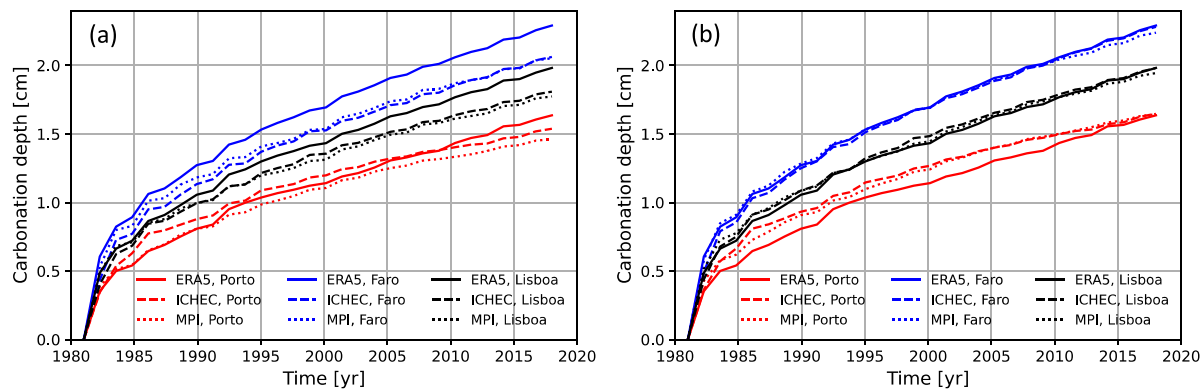 (a)
Carbonation depth [cm]
2.0
1.5
1.0
0.5
0.0
ERA5, Porto
ICHEC, Porto
MPI, Porto
ERA5, Faro
ICHEC, Faro
MPI, Faro
ERA5, Lisboa
ICHEC, Lisboa
MPI, Lisboa
1980 1985 1990 1995 2000 2005 2010 2015 2020
Time [yr]
(b)
Carbonation depth [cm]
2.0
1.5
1.0
0.5
0.0
ERA5, Porto
ICHEC, Porto
MPI, Porto
ERA5, Faro
ICHEC, Faro
MPI, Faro
ERA5, Lisboa
ICHEC, Lisboa
MPI, Lisboa
1980 1985 1990 1995 2000 2005 2010 2015 2020
Time [yr]